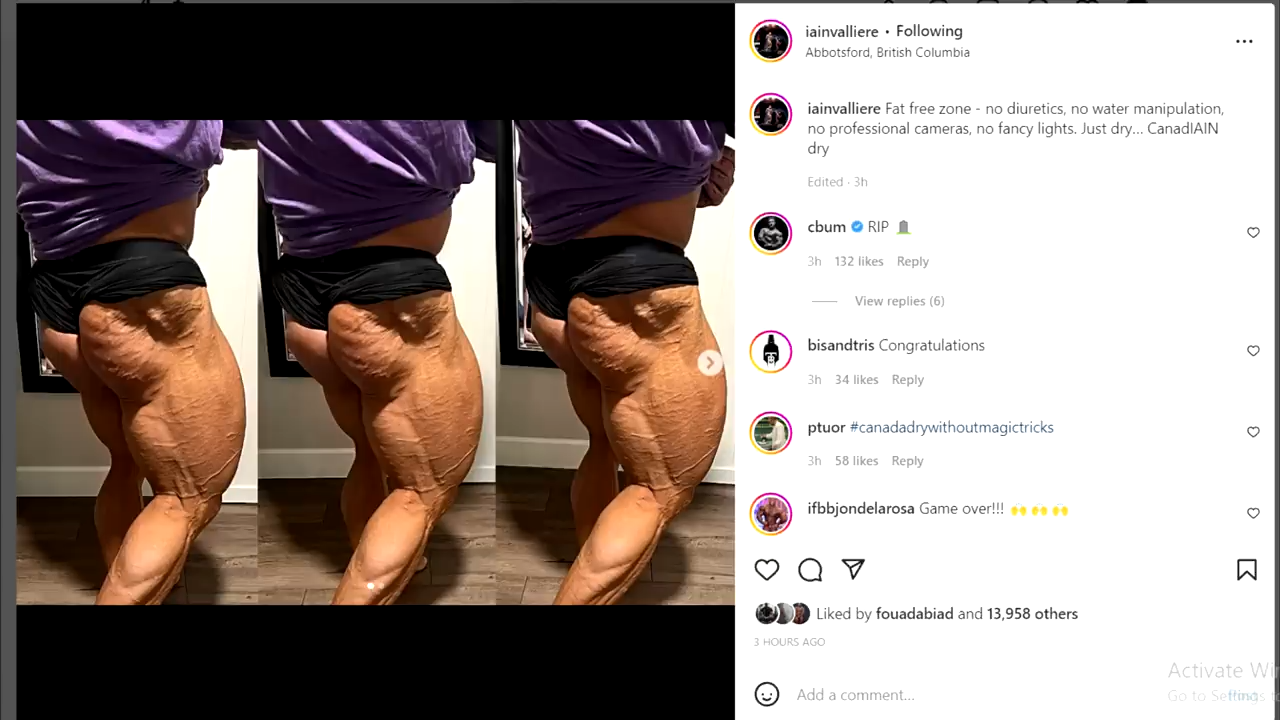 iainvalliere • Following
Abbotsford, British Columbia
iainvalliere Fat free zone - no diuretics, no water manipulation,
no professional cameras, no fancy lights. Just dry... CanadIAIN
dry
Edited · 3h
cbum RIP 🪦
3h 132 likes Reply
View replies (6)
bisandtris Congratulations
3h 34 likes Reply
ptuor #canadadrywithoutmagictricks
3h 58 likes Reply
ifbbjondelarosa Game over!!! 🙌🙌🙌
Liked by fouadabiad and 13,958 others
3 HOURS AGO
Activate Wi
Go to
Add a comment...